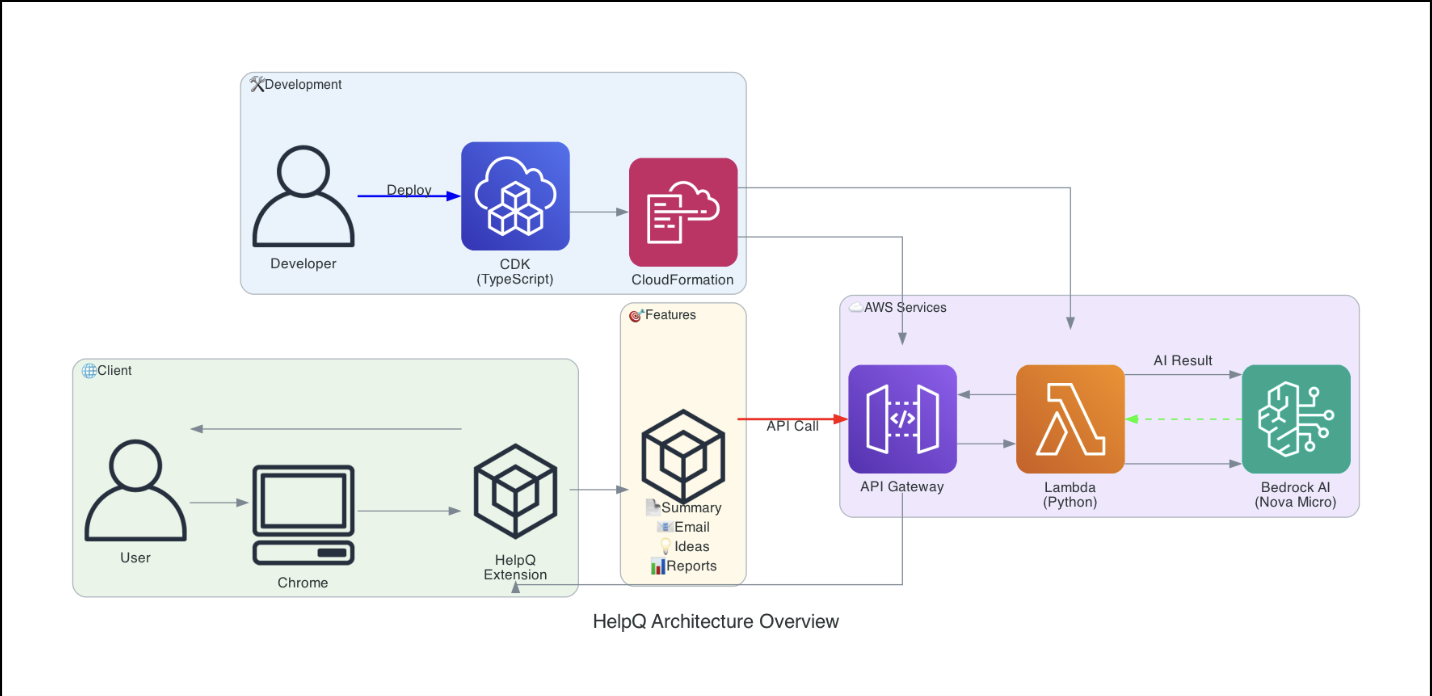 🛠Development
Deploy
Developer
CDK
(TypeScript)
CloudFormation
🎯Features
📄Summary
📧Email
💡Ideas
📊Reports
🌐Client
User
Chrome
HelpQ
Extension
API Call
☁️AWS Services
API Gateway
Lambda
(Python)
AI Result
Bedrock AI
(Nova Micro)
HelpQ Architecture Overview